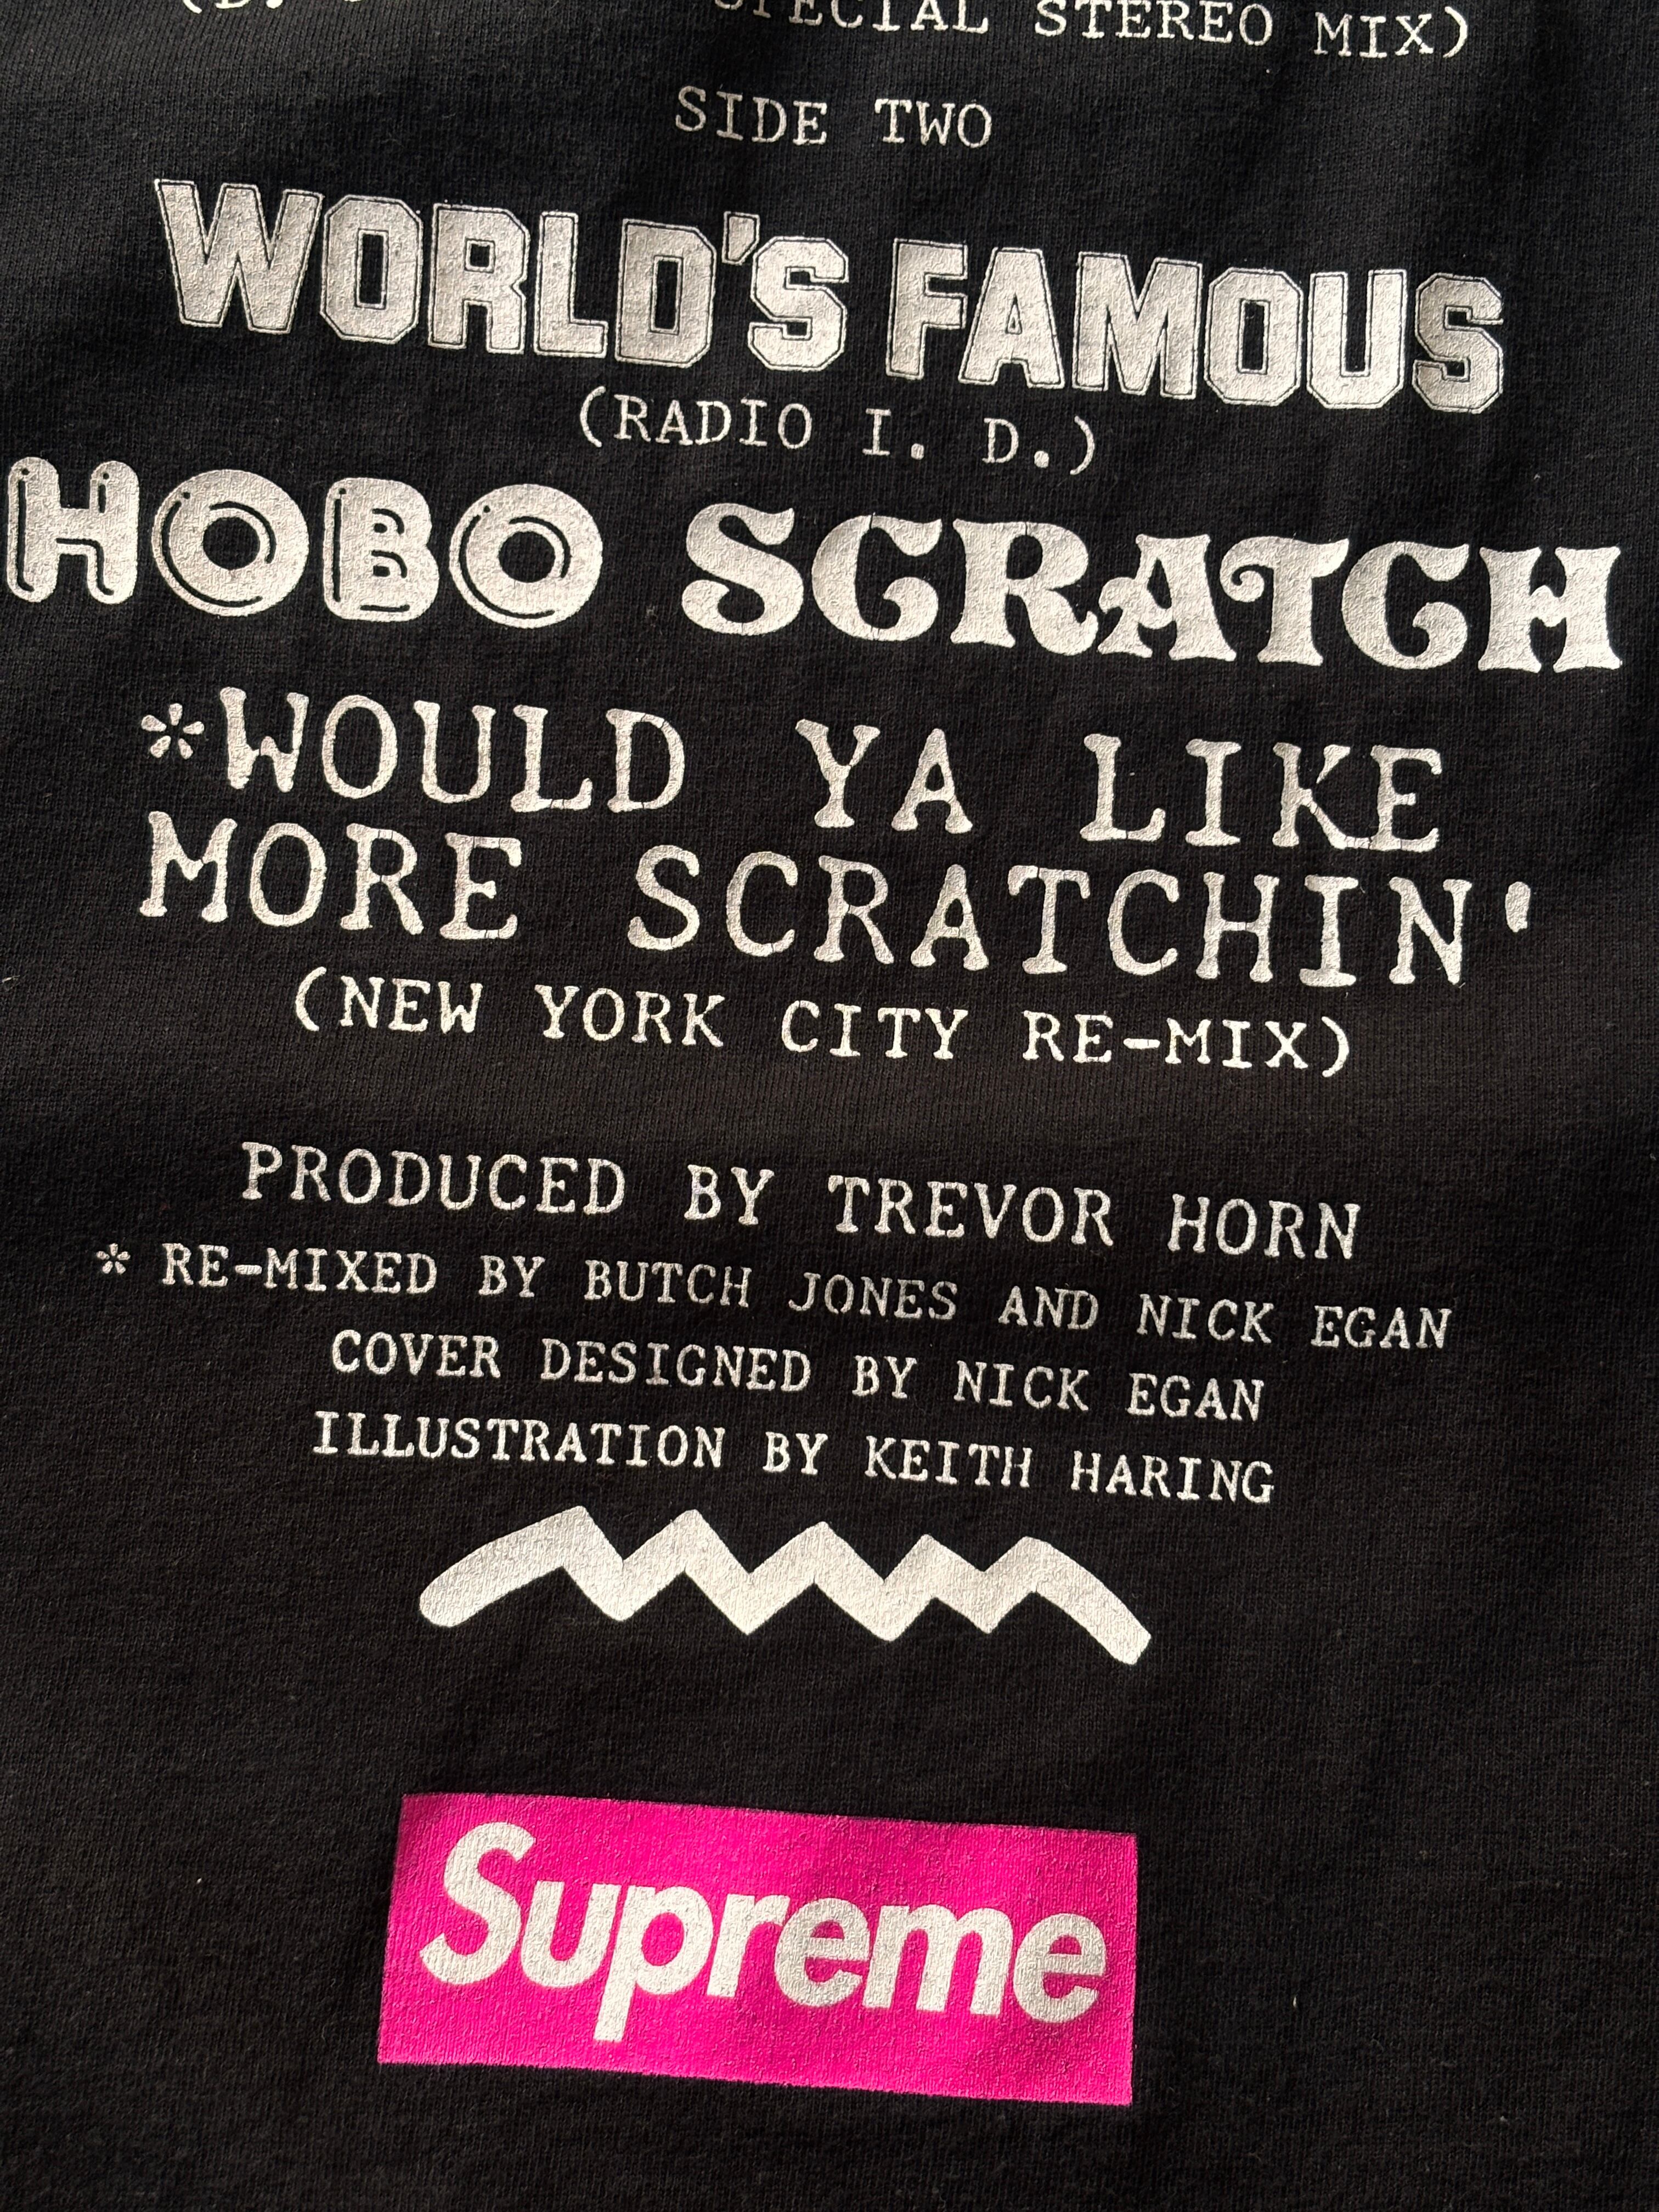 SPECIAL STEREO MIX)
SIDE TWO
WORLD'S FAMOUS
(RADIO I. D.)
HOBO SCRATCH
*WOULD YA LIKE
MORE SCRATCHIN'
(NEW YORK CITY RE-MIX)
PRODUCED BY TREVOR HORN
* RE-MIXED BY BUTCH JONES AND NICK EGAN
COVER DESIGNED BY NICK EGAN
ILLUSTRATION BY KEITH HARING
Supreme